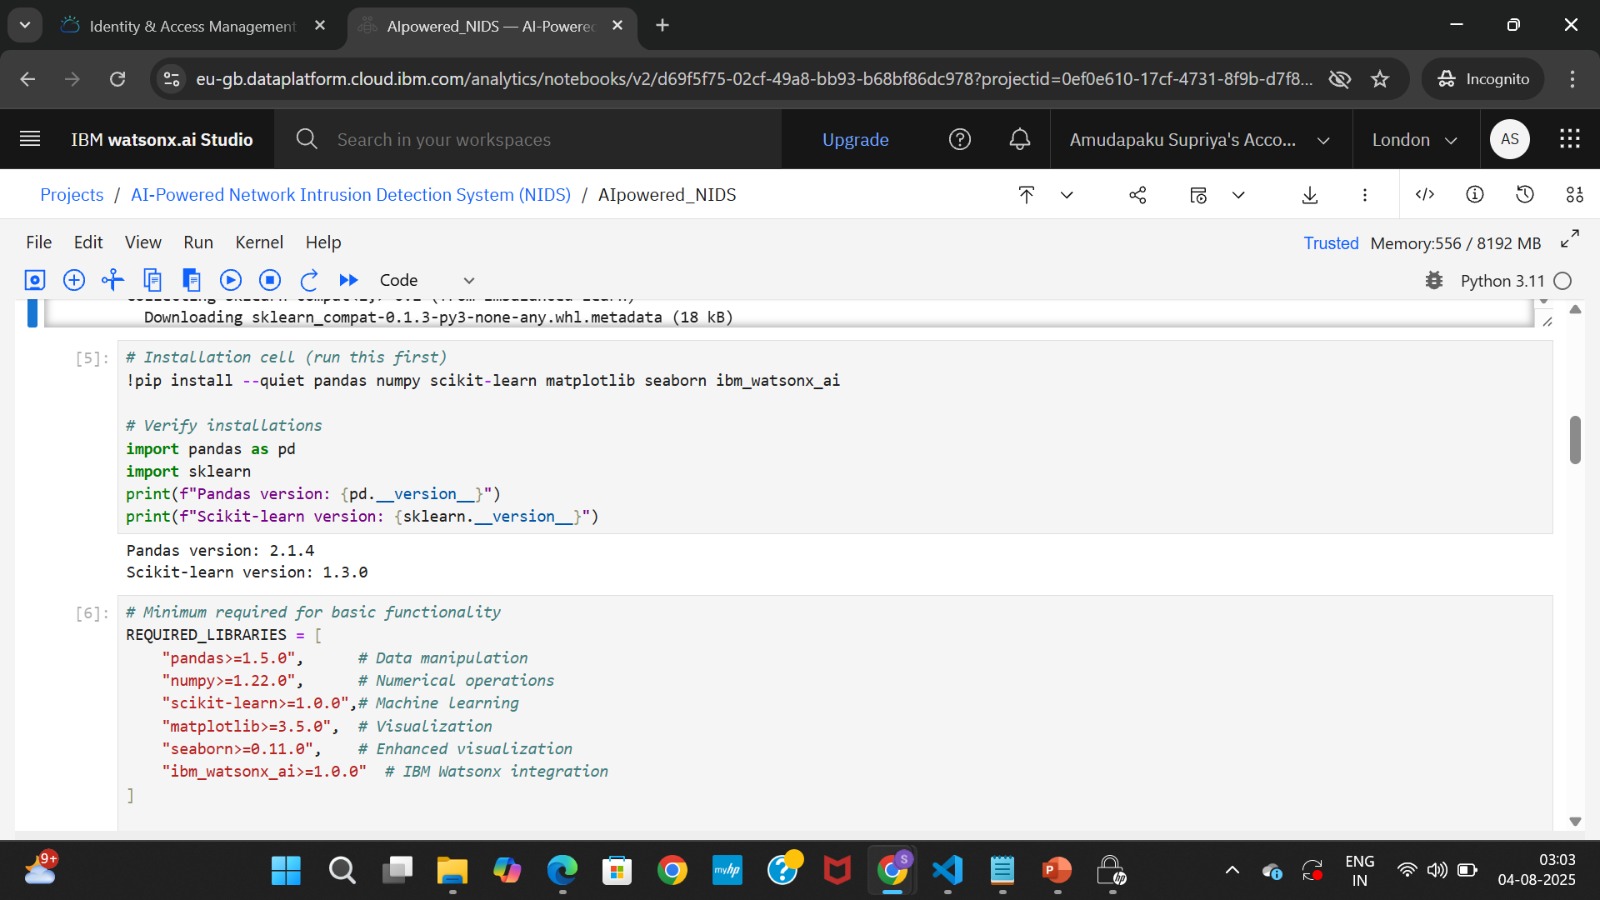 Identity & Access Management
AIpowered_NIDS — AI-Powered
eu-gb.dataplatform.cloud.ibm.com/analytics/notebooks/v2/d69f5f75-02cf-49a8-bb93-b68bf86dc978?projectid=0ef0e610-17cf-4731-8f9b-d7f8...
Incognito
IBM watsonx.ai Studio
Search in your workspaces
Upgrade
Amudapaku Supriya's Acco...
London
AS
Projects / AI-Powered Network Intrusion Detection System (NIDS) / AIpowered_NIDS
File Edit View Run Kernel Help
Trusted Memory:556 / 8192 MB
Code
Python 3.11
Downloading sklearn_compat-0.1.3-py3-none-any.whl.metadata (18 kB)
[5]: # Installation cell (run this first)
!pip install --quiet pandas numpy scikit-learn matplotlib seaborn ibm_watsonx_ai
# Verify installations
import pandas as pd
import sklearn
print(f"Pandas version: {pd.__version__}")
print(f"Scikit-learn version: {sklearn.__version__}")
Pandas version: 2.1.4
Scikit-learn version: 1.3.0
[6]: # Minimum required for basic functionality
REQUIRED_LIBRARIES = [
"pandas>=1.5.0", # Data manipulation
"numpy>=1.22.0", # Numerical operations
"scikit-learn>=1.0.0",# Machine learning
"matplotlib>=3.5.0", # Visualization
"seaborn>=0.11.0", # Enhanced visualization
"ibm_watsonx_ai>=1.0.0" # IBM Watsonx integration
]
9+
myhp
S
P
hp
ENG
IN
03:03
04-08-2025